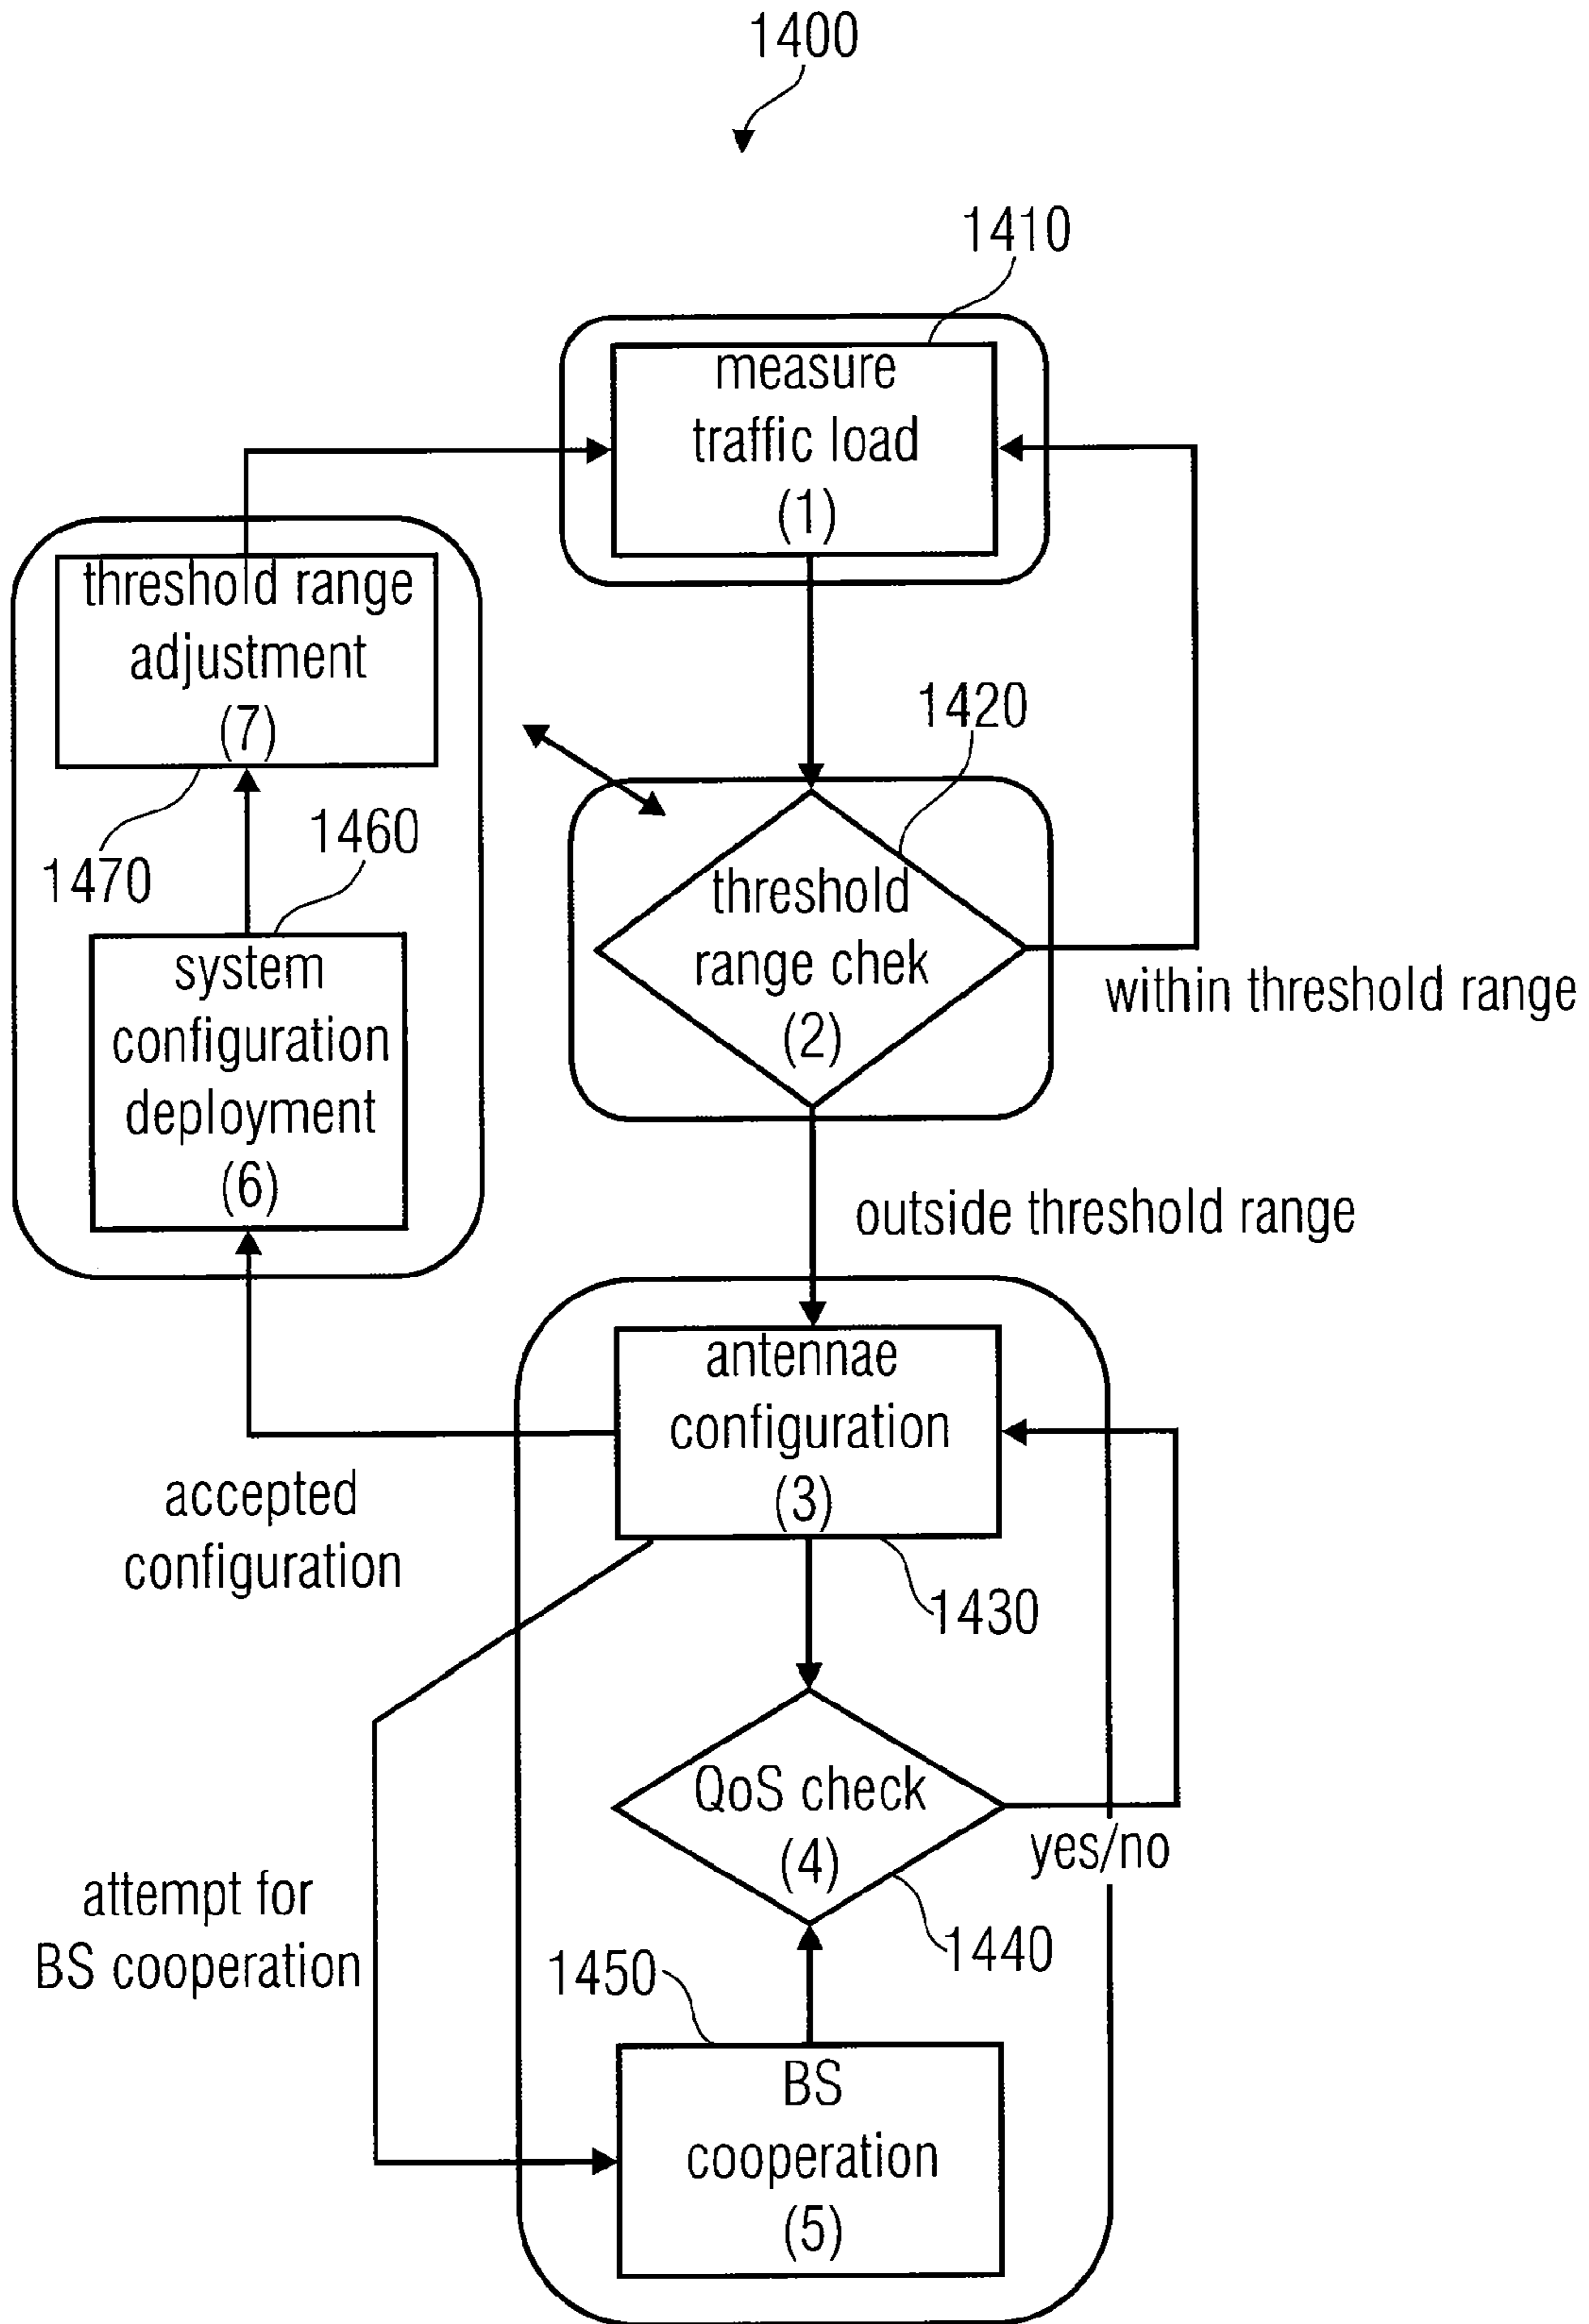 1400
1410
measure
traffic load
(1)
threshold range
adjustment
(7)
1420
1460
1470
threshold
range chek
(2)
system
configuration
deployment
(6)
within threshold range
outside threshold range
antennae
configuration
(3)
accepted
configuration
1430
QoS check
(4)
yes/no
attempt for
BS cooperation
1440
1450
BS
cooperation
(5)